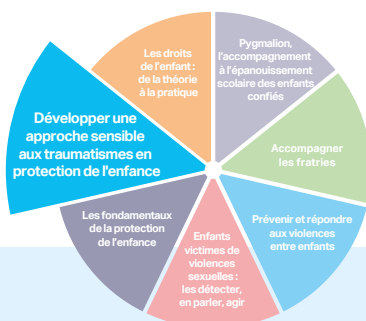 Les droits
de l'enfant :
de la théorie
à la pratique
Pygmalion,
l'accompagnement
à l'épanouissement
scolaire des enfants
confiés
Développer une
approche sensible
aux traumatismes en
protection de l'enfance
Accompagner
les fratries
Les fondamentaux
de la protection
de l'enfance
Enfants
victimes de
violences
sexuelles :
les détecter,
en parler, agir
Prévenir et répondre
aux violences
entre enfants